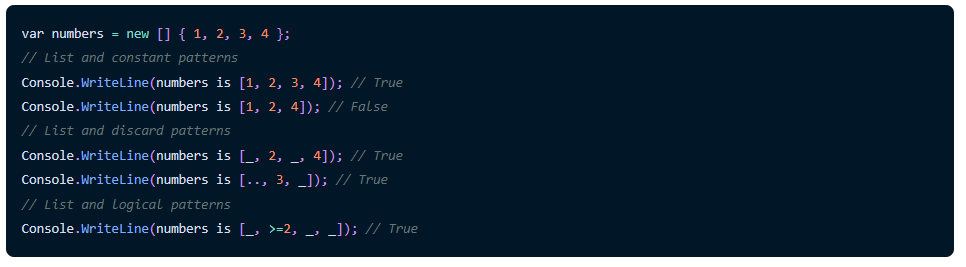 var numbers = new [] { 1, 2, 3, 4 };
// List and constant patterns
Console.WriteLine(numbers is [1, 2, 3, 4]); // True
Console.WriteLine(numbers is [1, 2, 4]); // False
// List and discard patterns
Console.WriteLine(numbers is [_, 2, _, 4]); // True
Console.WriteLine(numbers is [.., 3, _]); // True
// List and logical patterns
Console.WriteLine(numbers is [_, >=2, _, _]); // True